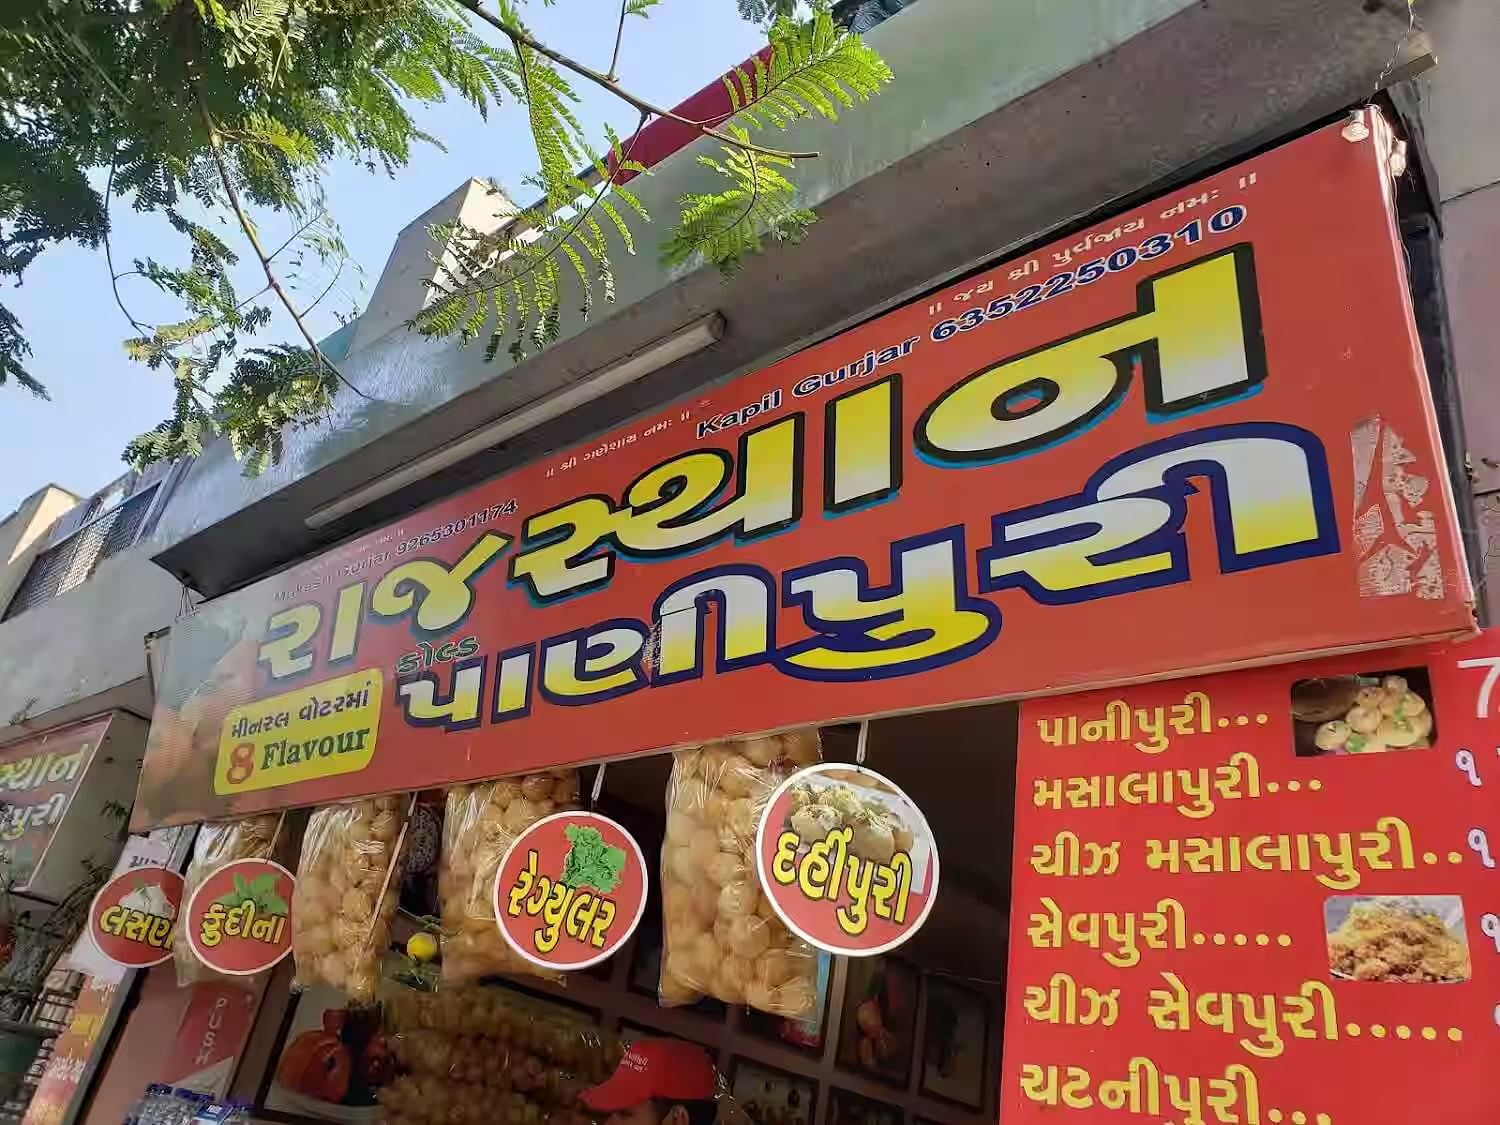 ॥ જય શ્રી પુર્વજાય નમઃ ॥
॥ શ્રી ગણેશાય નમઃ ॥
Kapil Gurjar 6352250310
9265301174
રાજસ્થાન
કોલ્ડ
પાણીપુરી
મીનરલ વોટરમાં
8 Flavour
લસણ
ફુદીના
રેગ્યુલર
દહીંપુરી
PUSH
પાનીપુરી...
મસાલાપુરી...
ચીઝ મસાલાપુરી..
સેવપુરી.....
ચીઝ સેવપુરી.....
ચટનીપુરી...